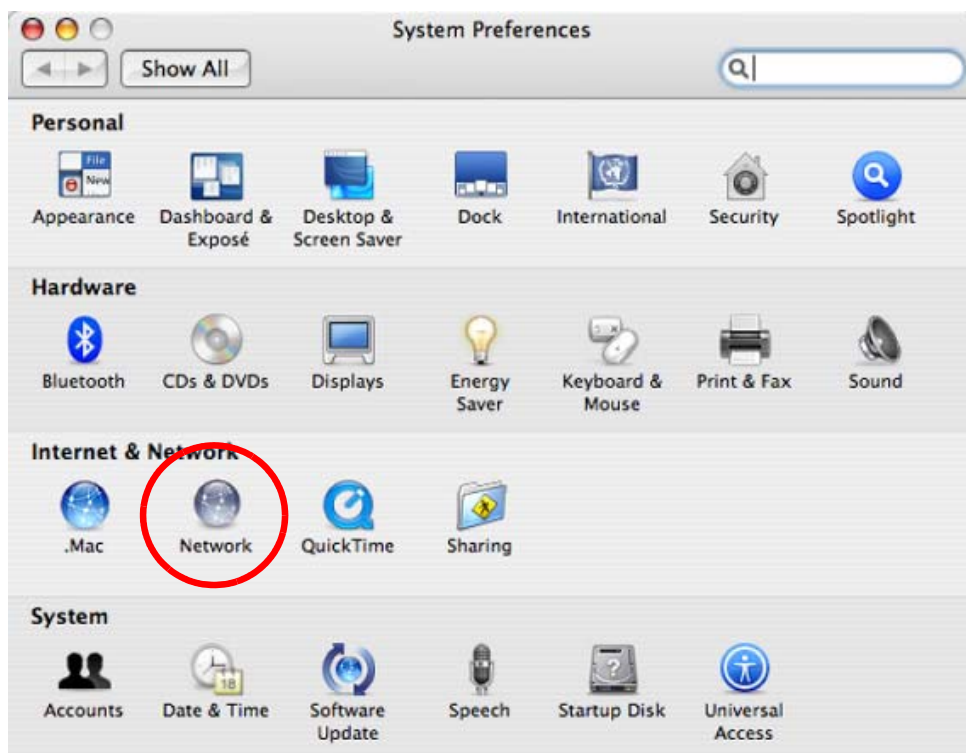 System Preferences
Show All
Personal
File
New
Appearance
Dashboard &
Exposé
Desktop &
Screen Saver
Dock
International
Security
Spotlight
Hardware
Bluetooth
CDs & DVDs
Displays
Energy
Saver
Keyboard &
Mouse
Print & Fax
Sound
Internet & Network
.Mac
Network
QuickTime
Sharing
System
18
?
Accounts
Date & Time
Software
Update
Speech
Startup Disk
Universal
Access